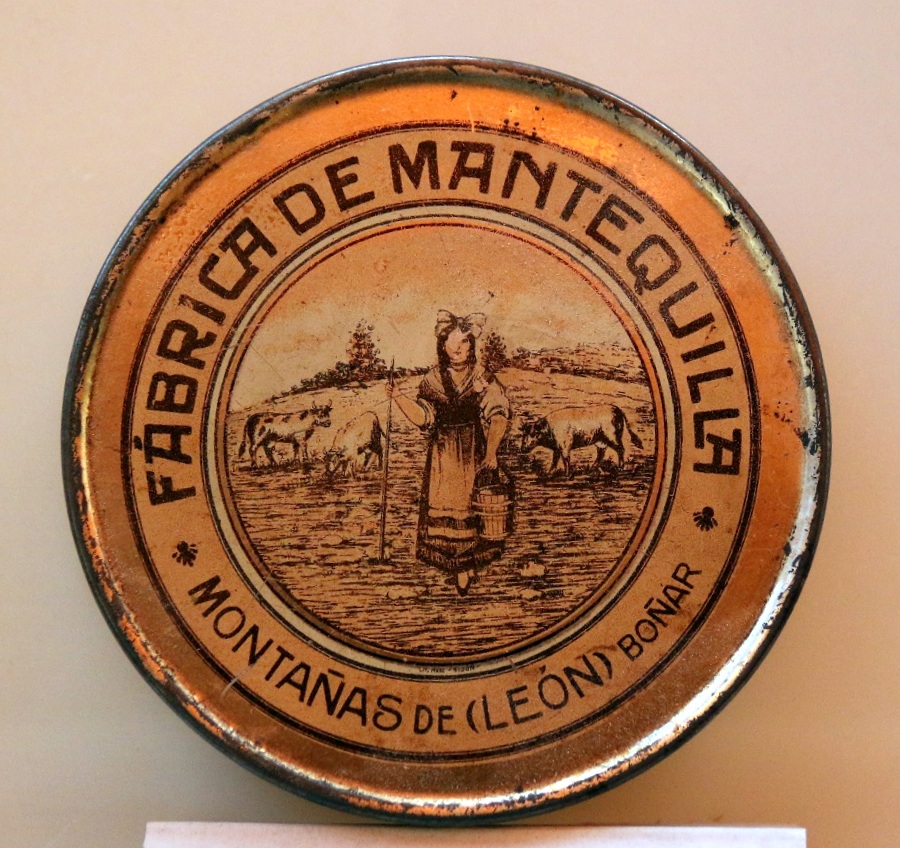 FÁBRICA DE MANTEQUILLA
MONTAÑAS DE (LEÓN) BOÑAR